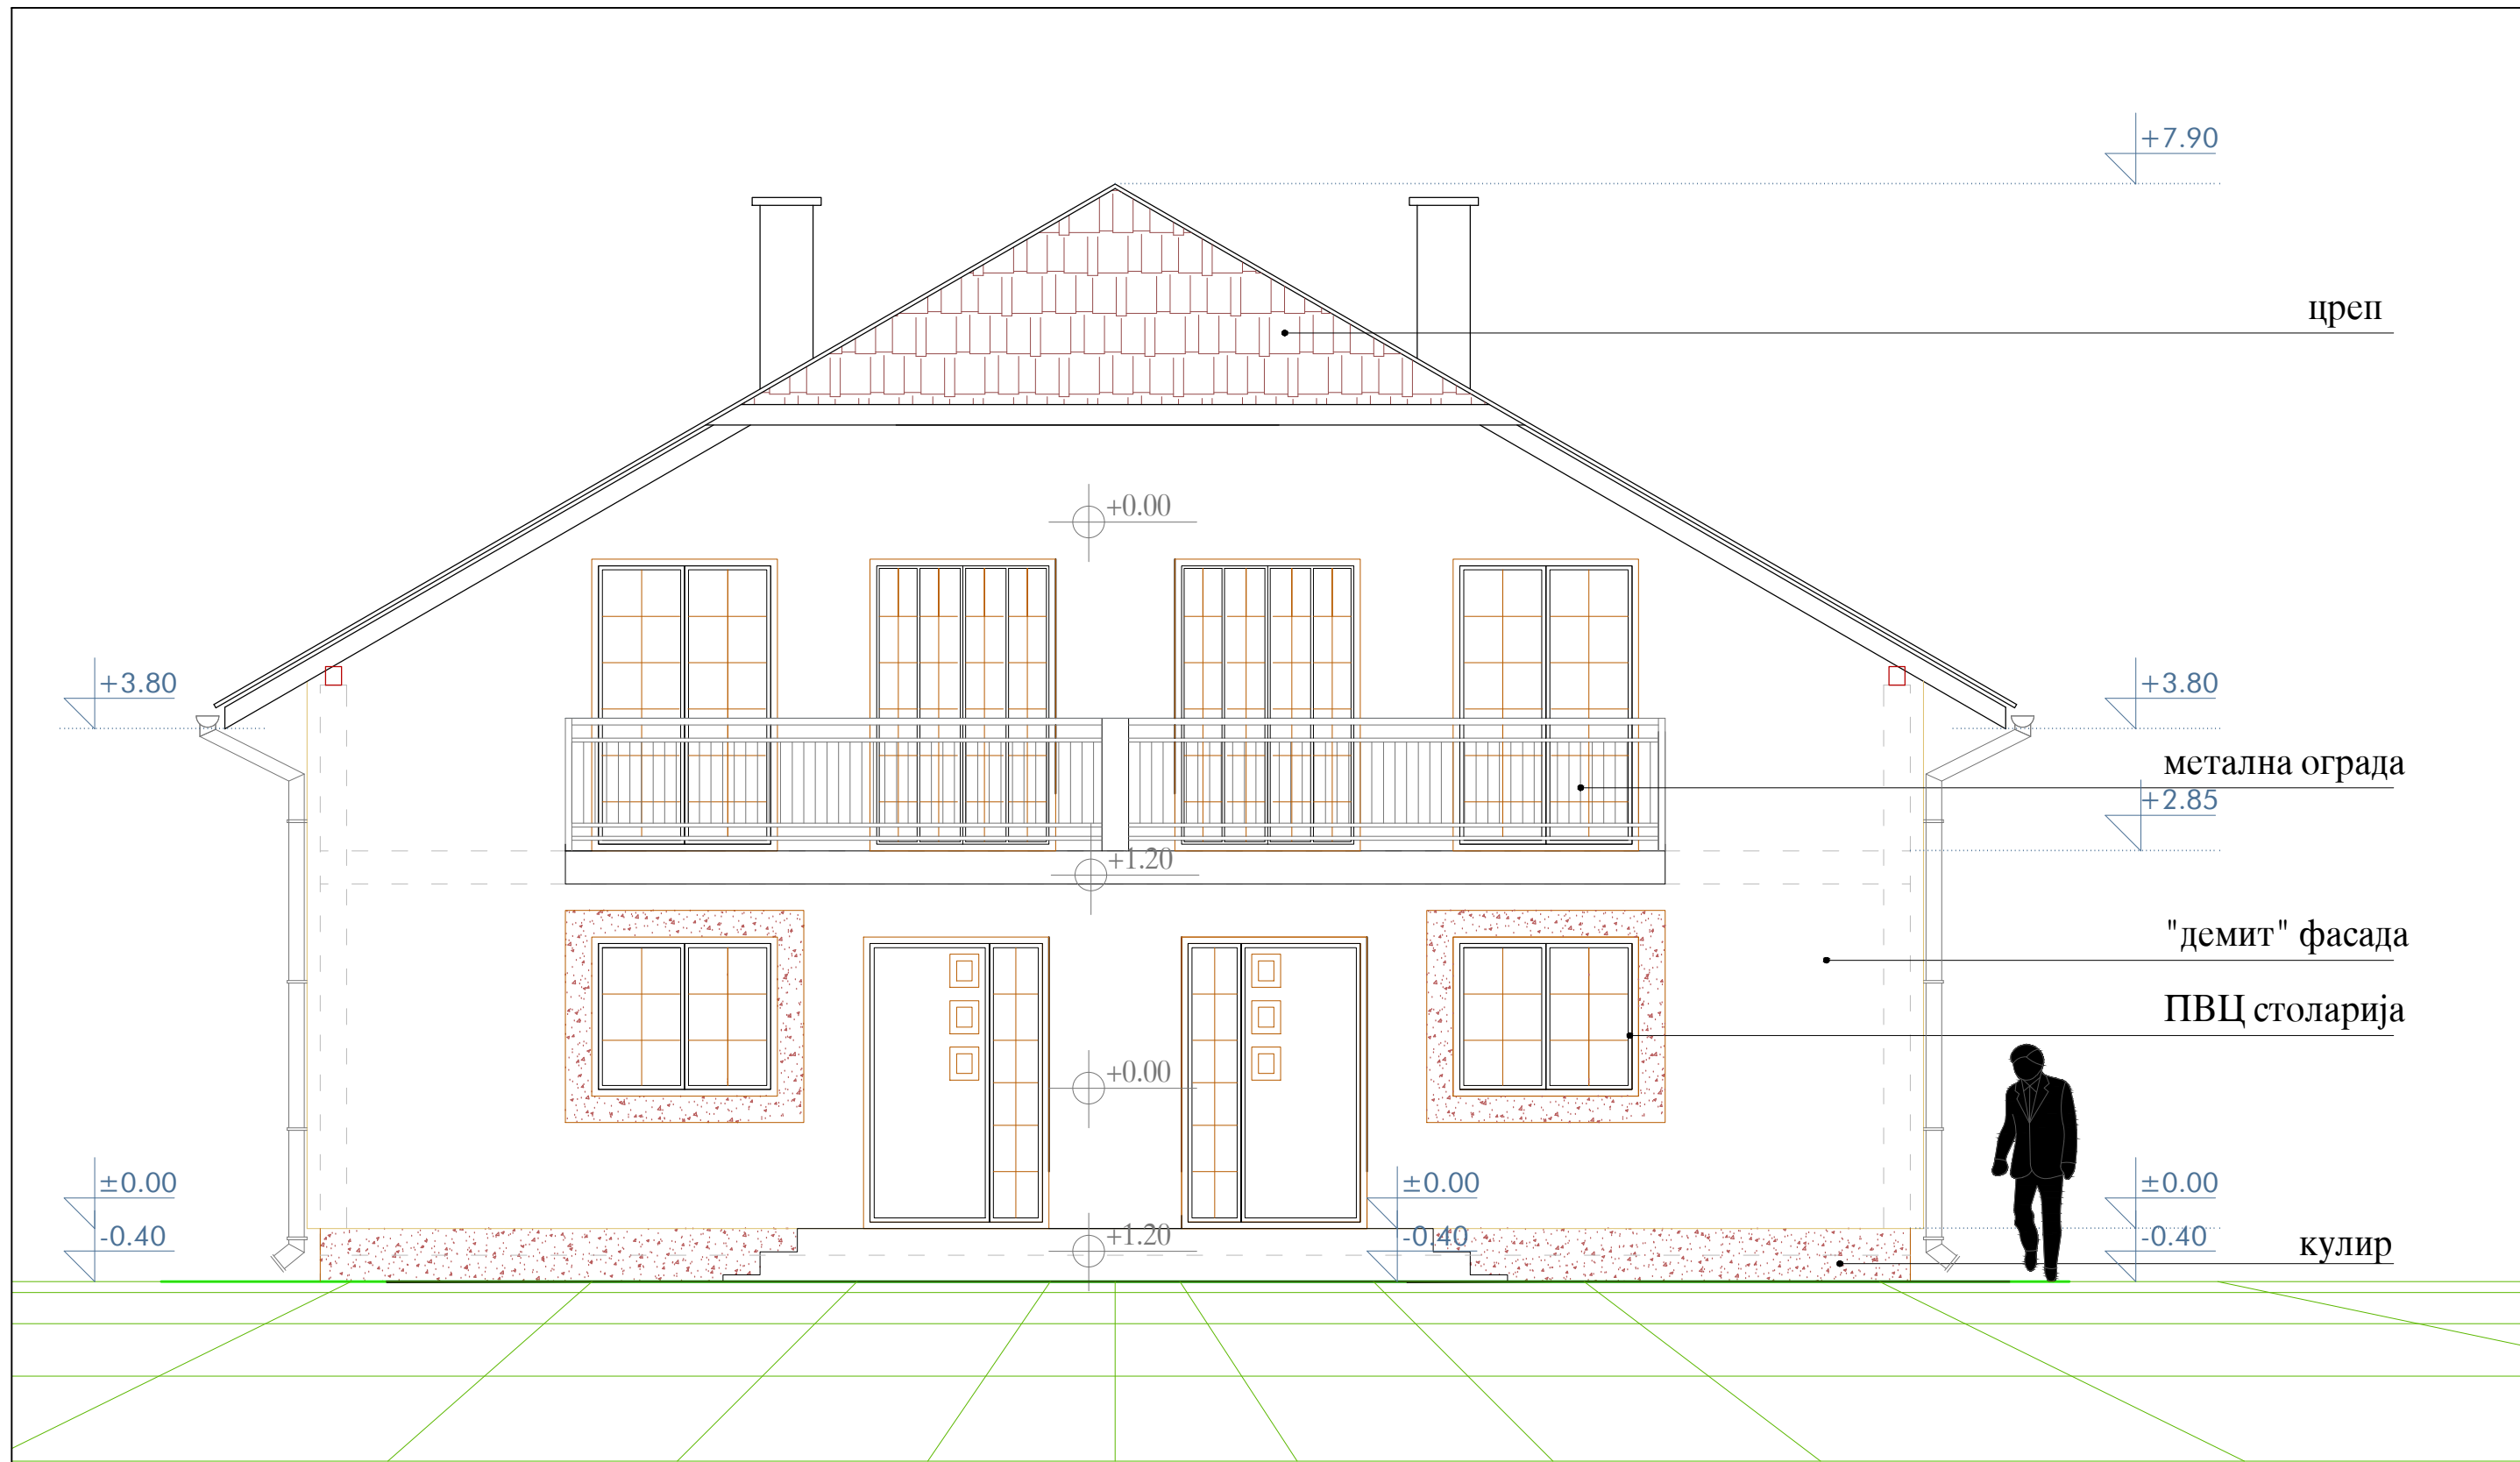 +7.90
цреп
+0.00
+3.80
+3.80
метална ограда
+2.85
+1.20
"демит" фасада
ПВЦ столарија
+0.00
±0.00
±0.00
±0.00
-0.40
+1.20
-0.40
-0.40
кулир